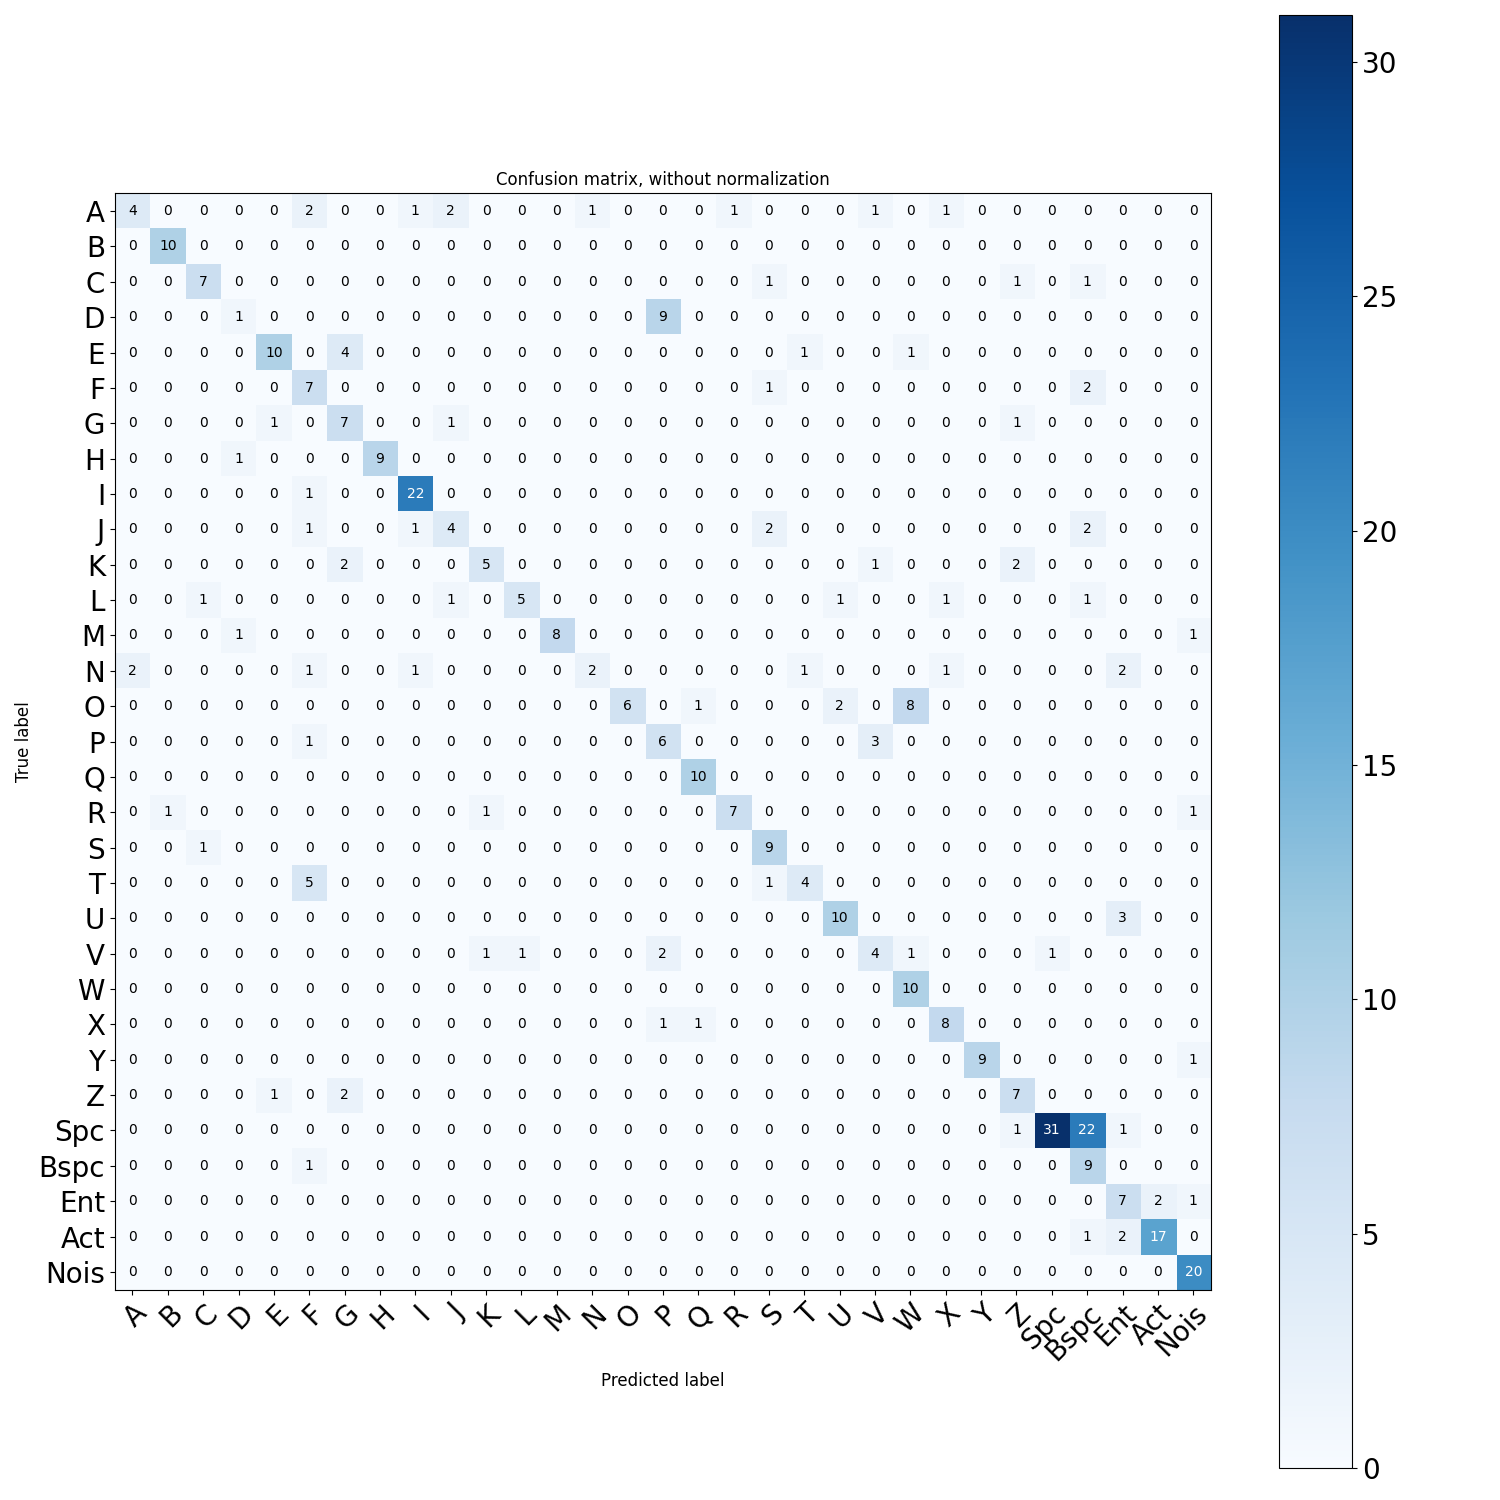 Confusion matrix, without normalization
True label
A 4 0 0 0 0 2 0 0 1 2 0 0 0 1 0 0 0 1 0 0 0 1 0 1 0 0 0 0 0 0 0
B 0 10 0 0 0 0 0 0 0 0 0 0 0 0 0 0 0 0 0 0 0 0 0 0 0 0 0 0 0 0 0
C 0 0 7 0 0 0 0 0 0 0 0 0 0 0 0 0 0 0 1 0 0 0 0 0 0 1 0 1 0 0 0
D 0 0 0 1 0 0 0 0 0 0 0 0 0 0 0 9 0 0 0 0 0 0 0 0 0 0 0 0 0 0 0
E 0 0 0 0 10 0 4 0 0 0 0 0 0 0 0 0 0 0 0 1 0 0 1 0 0 0 0 0 0 0 0
F 0 0 0 0 0 7 0 0 0 0 0 0 0 0 0 0 0 0 1 0 0 0 0 0 0 0 0 2 0 0 0
G 0 0 0 0 1 0 7 0 0 1 0 0 0 0 0 0 0 0 0 0 0 0 0 0 0 1 0 0 0 0 0
H 0 0 0 1 0 0 0 9 0 0 0 0 0 0 0 0 0 0 0 0 0 0 0 0 0 0 0 0 0 0 0
I 0 0 0 0 0 1 0 0 22 0 0 0 0 0 0 0 0 0 0 0 0 0 0 0 0 0 0 0 0 0 0
J 0 0 0 0 0 1 0 0 1 4 0 0 0 0 0 0 0 0 2 0 0 0 0 0 0 0 0 2 0 0 0
K 0 0 0 0 0 0 2 0 0 0 5 0 0 0 0 0 0 0 0 0 0 1 0 0 0 2 0 0 0 0 0
L 0 0 1 0 0 0 0 0 0 1 0 5 0 0 0 0 0 0 0 0 1 0 0 1 0 0 0 1 0 0 0
M 0 0 0 1 0 0 0 0 0 0 0 0 8 0 0 0 0 0 0 0 0 0 0 0 0 0 0 0 0 0 1
N 2 0 0 0 0 1 0 0 1 0 0 0 0 2 0 0 0 0 0 1 0 0 0 1 0 0 0 0 2 0 0
O 0 0 0 0 0 0 0 0 0 0 0 0 0 0 6 0 1 0 0 0 2 0 8 0 0 0 0 0 0 0 0
P 0 0 0 0 0 1 0 0 0 0 0 0 0 0 0 6 0 0 0 0 0 3 0 0 0 0 0 0 0 0 0
Q 0 0 0 0 0 0 0 0 0 0 0 0 0 0 0 0 10 0 0 0 0 0 0 0 0 0 0 0 0 0 0
R 0 1 0 0 0 0 0 0 0 0 1 0 0 0 0 0 0 7 0 0 0 0 0 0 0 0 0 0 0 0 1
S 0 0 1 0 0 0 0 0 0 0 0 0 0 0 0 0 0 0 9 0 0 0 0 0 0 0 0 0 0 0 0
T 0 0 0 0 0 5 0 0 0 0 0 0 0 0 0 0 0 0 1 4 0 0 0 0 0 0 0 0 0 0 0
U 0 0 0 0 0 0 0 0 0 0 0 0 0 0 0 0 0 0 0 0 10 0 0 0 0 0 0 0 3 0 0
V 0 0 0 0 0 0 0 0 0 0 1 1 0 0 0 2 0 0 0 0 0 4 1 0 0 0 1 0 0 0 0
W 0 0 0 0 0 0 0 0 0 0 0 0 0 0 0 0 0 0 0 0 0 0 10 0 0 0 0 0 0 0 0
X 0 0 0 0 0 0 0 0 0 0 0 0 0 0 0 1 1 0 0 0 0 0 0 8 0 0 0 0 0 0 0
Y 0 0 0 0 0 0 0 0 0 0 0 0 0 0 0 0 0 0 0 0 0 0 0 0 9 0 0 0 0 0 1
Z 0 0 0 0 1 0 2 0 0 0 0 0 0 0 0 0 0 0 0 0 0 0 0 0 0 7 0 0 0 0 0
Spc 0 0 0 0 0 0 0 0 0 0 0 0 0 0 0 0 0 0 0 0 0 0 0 0 0 1 31 22 1 0 0
Bspc 0 0 0 0 0 1 0 0 0 0 0 0 0 0 0 0 0 0 0 0 0 0 0 0 0 0 0 9 0 0 0
Ent 0 0 0 0 0 0 0 0 0 0 0 0 0 0 0 0 0 0 0 0 0 0 0 0 0 0 0 0 7 2 1
Act 0 0 0 0 0 0 0 0 0 0 0 0 0 0 0 0 0 0 0 0 0 0 0 0 0 0 0 1 2 17 0
Nois 0 0 0 0 0 0 0 0 0 0 0 0 0 0 0 0 0 0 0 0 0 0 0 0 0 0 0 0 0 0 20
A B C D E F G H I J K L M N O P Q R S T U V W X Y Z Spc Bspc Ent Act Nois
Predicted label
30
25
20
15
10
5
0